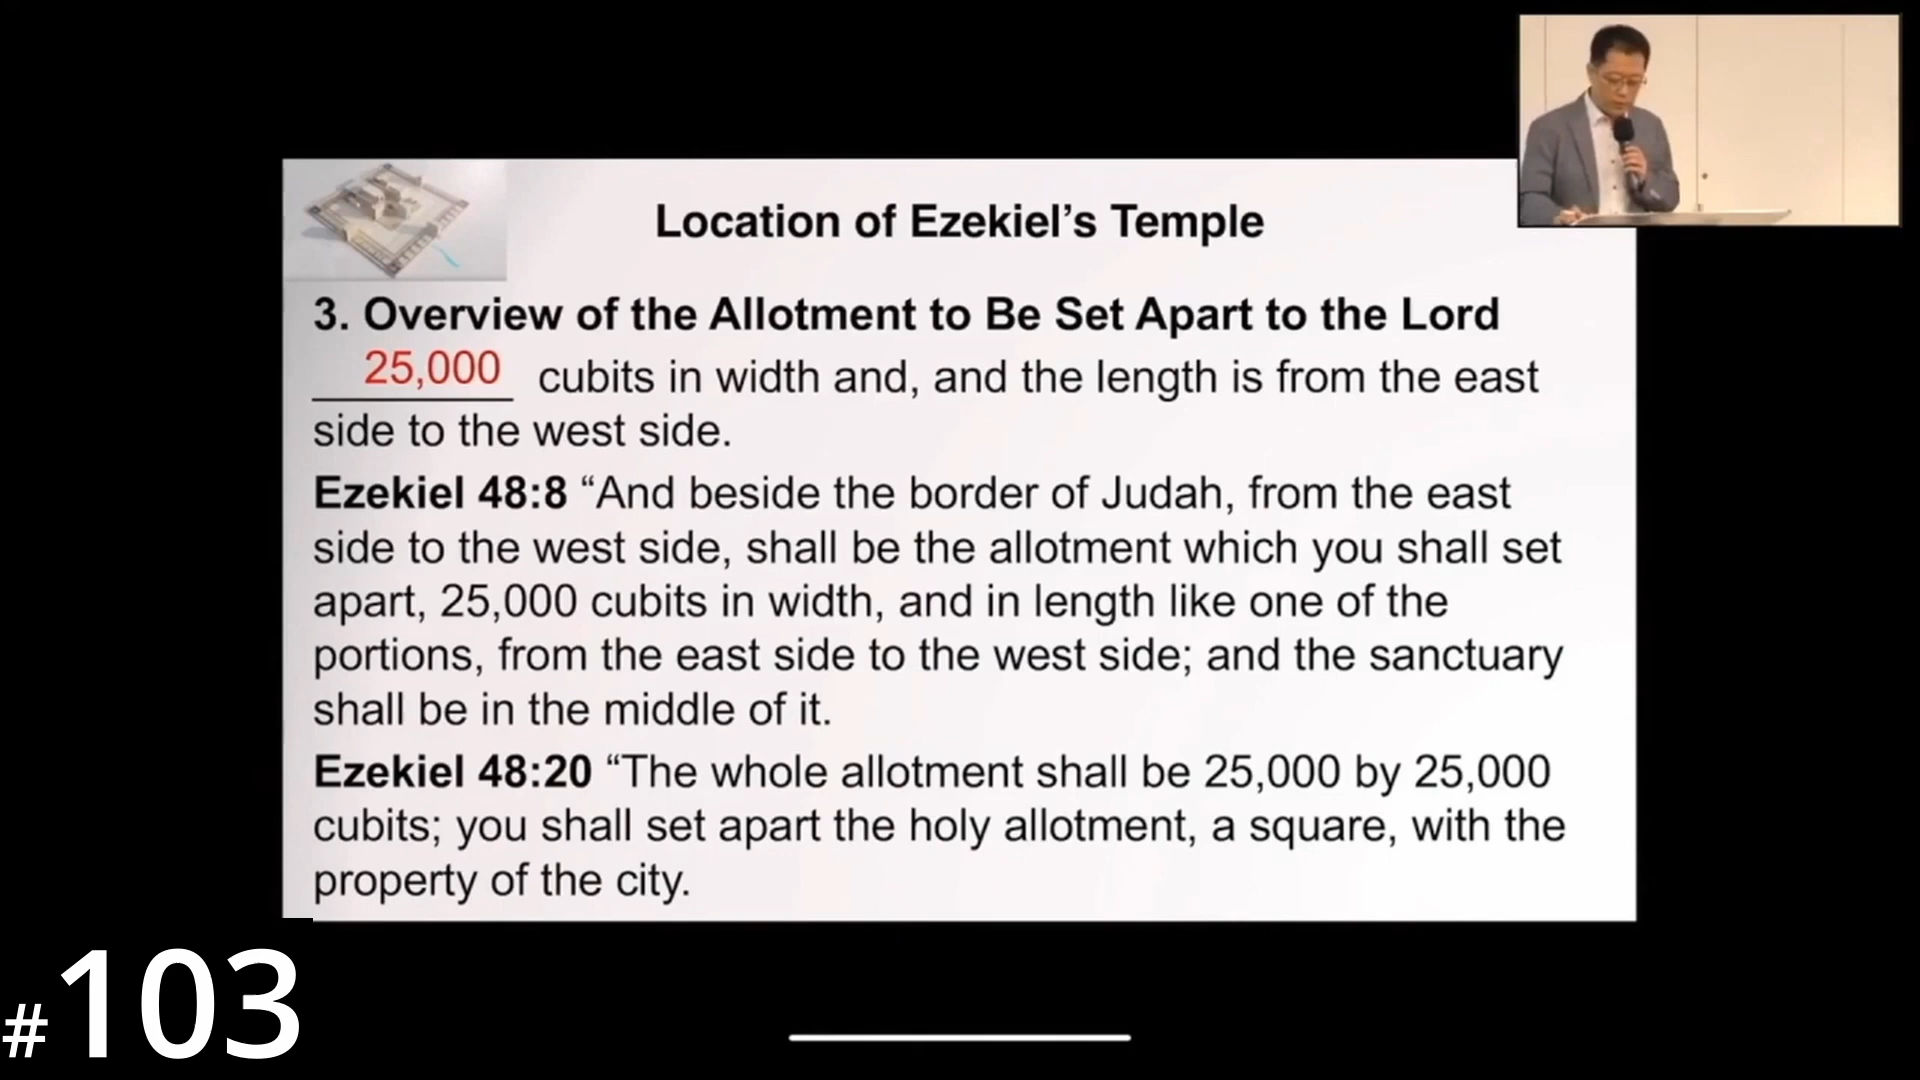 Location of Ezekiel’s Temple
3. Overview of the Allotment to Be Set Apart to the Lord
25,000 cubits in width and, and the length is from the east
side to the west side.
Ezekiel 48:8 “And beside the border of Judah, from the east
side to the west side, shall be the allotment which you shall set
apart, 25,000 cubits in width, and in length like one of the
portions, from the east side to the west side; and the sanctuary
shall be in the middle of it.
Ezekiel 48:20 “The whole allotment shall be 25,000 by 25,000
cubits; you shall set apart the holy allotment, a square, with the
property of the city.
#103